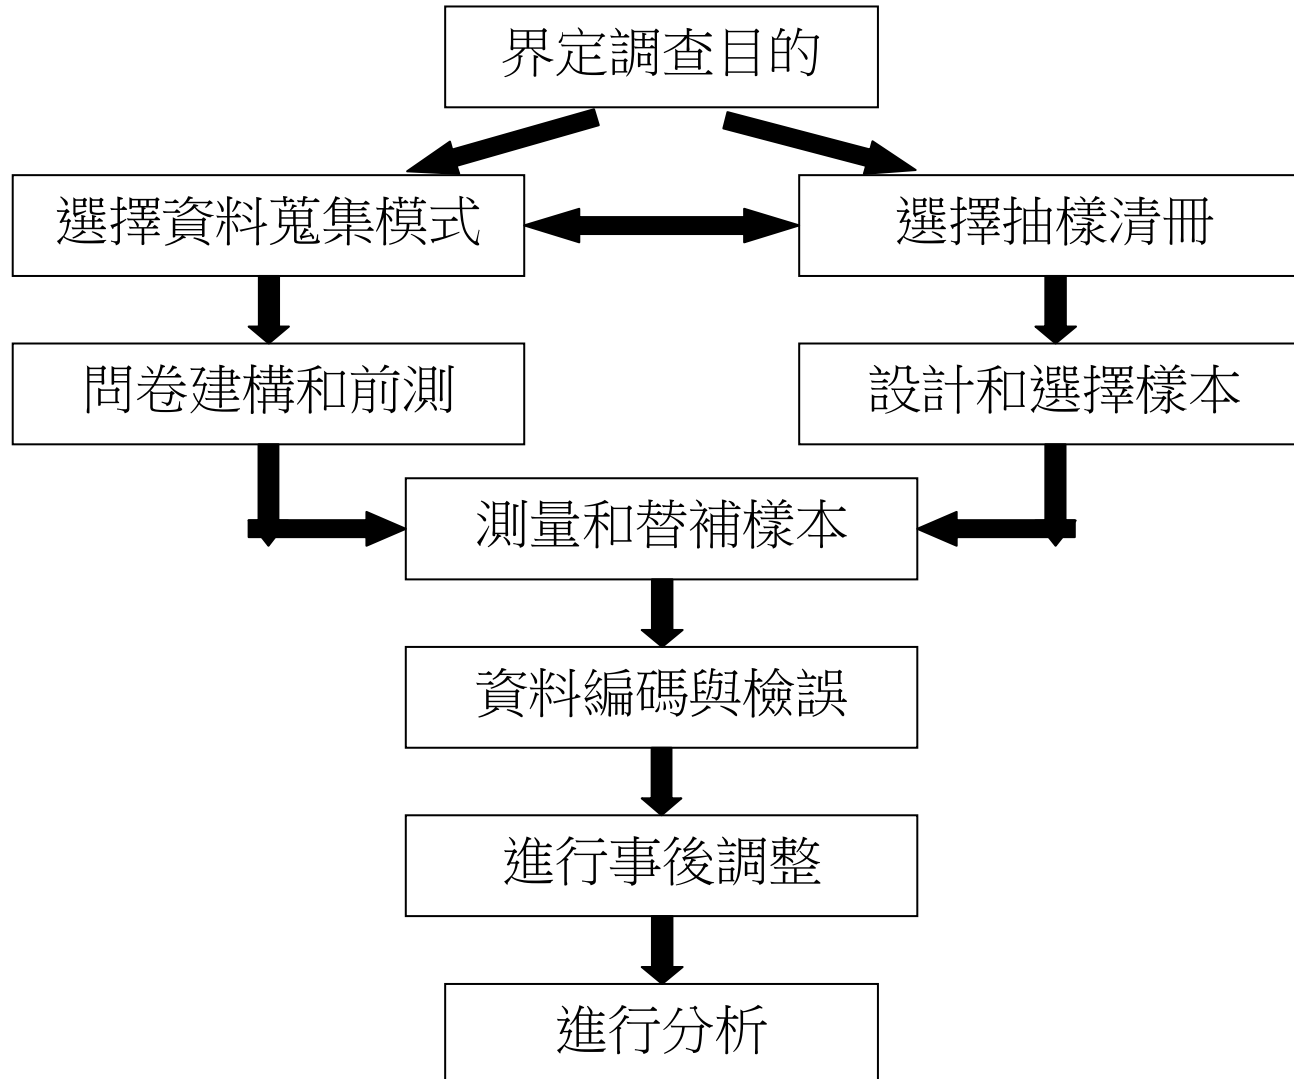 界定調查目的
選擇資料蒐集模式
選擇抽樣清冊
問卷建構和前測
設計和選擇樣本
測量和替補樣本
資料編碼與檢誤
進行事後調整
進行分析